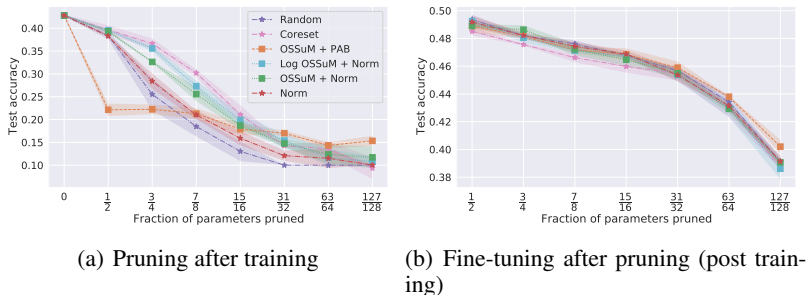 0.40
0.35
0.30
0.25
0.20
0.15
0.10
Test accuracy
Random
Coreset
OSSuM + PAB
Log OSSuM + Norm
OSSuM + Norm
Norm
0 1/2 3/4 7/8 15/16 31/32 63/64 127/128
Fraction of parameters pruned
(a) Pruning after training
0.50
0.48
0.46
0.44
0.42
0.40
0.38
Test accuracy
1/2 3/4 7/8 15/16 31/32 63/64 127/128
Fraction of parameters pruned
(b) Fine-tuning after pruning (post train-
ing)